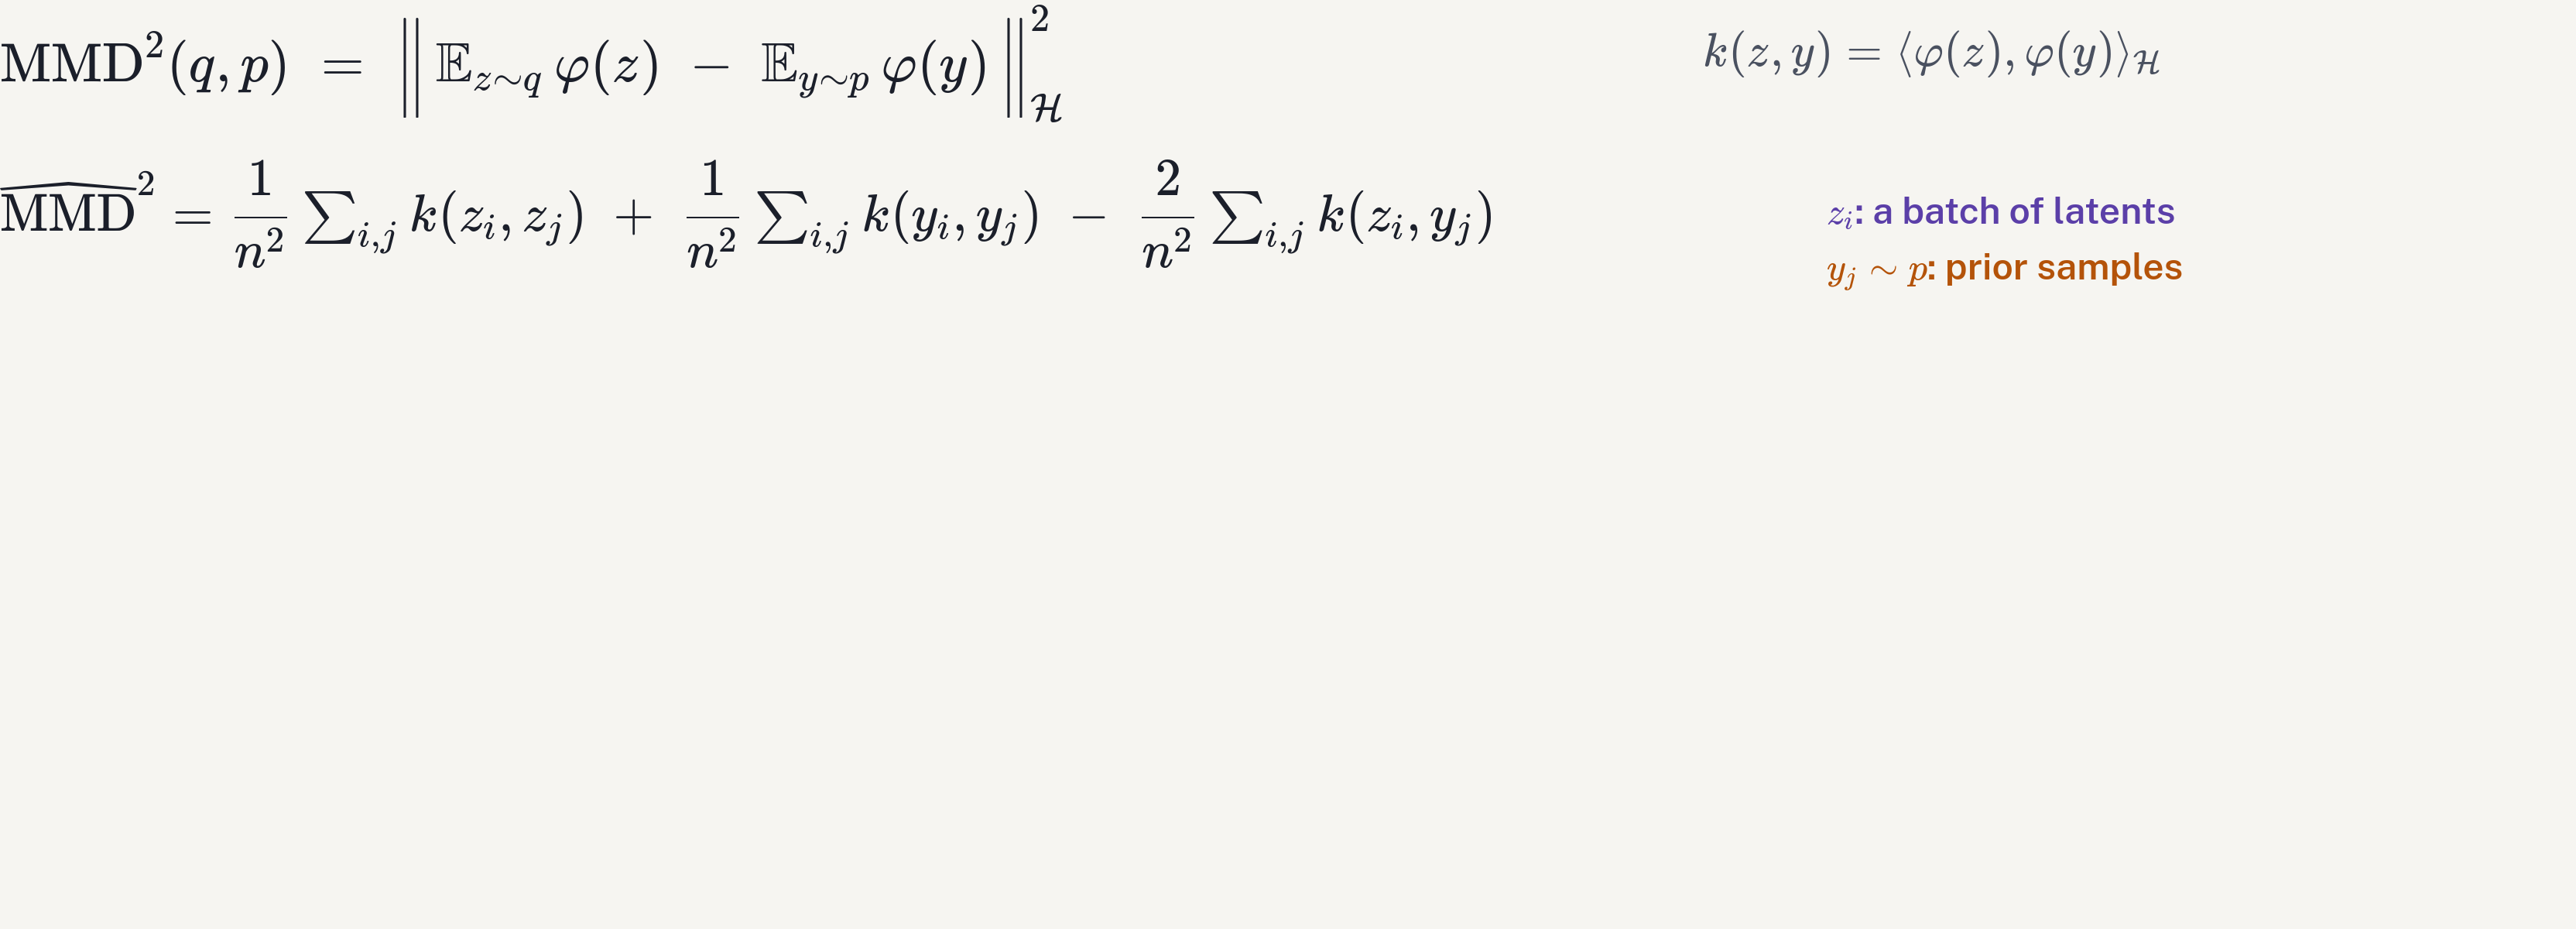 MMD²(q, p) = ‖ 𝔼_{z∼q} φ(z) − 𝔼_{y∼p} φ(y) ‖²_ℋ
k(z, y) = ⟨φ(z), φ(y)⟩_ℋ
\widehat{MMD}² = 1/n² ∑_{i,j} k(z_i, z_j) + 1/n² ∑_{i,j} k(y_i, y_j) − 2/n² ∑_{i,j} k(z_i, y_j)
z_i: a batch of latents
y_j ∼ p: prior samples